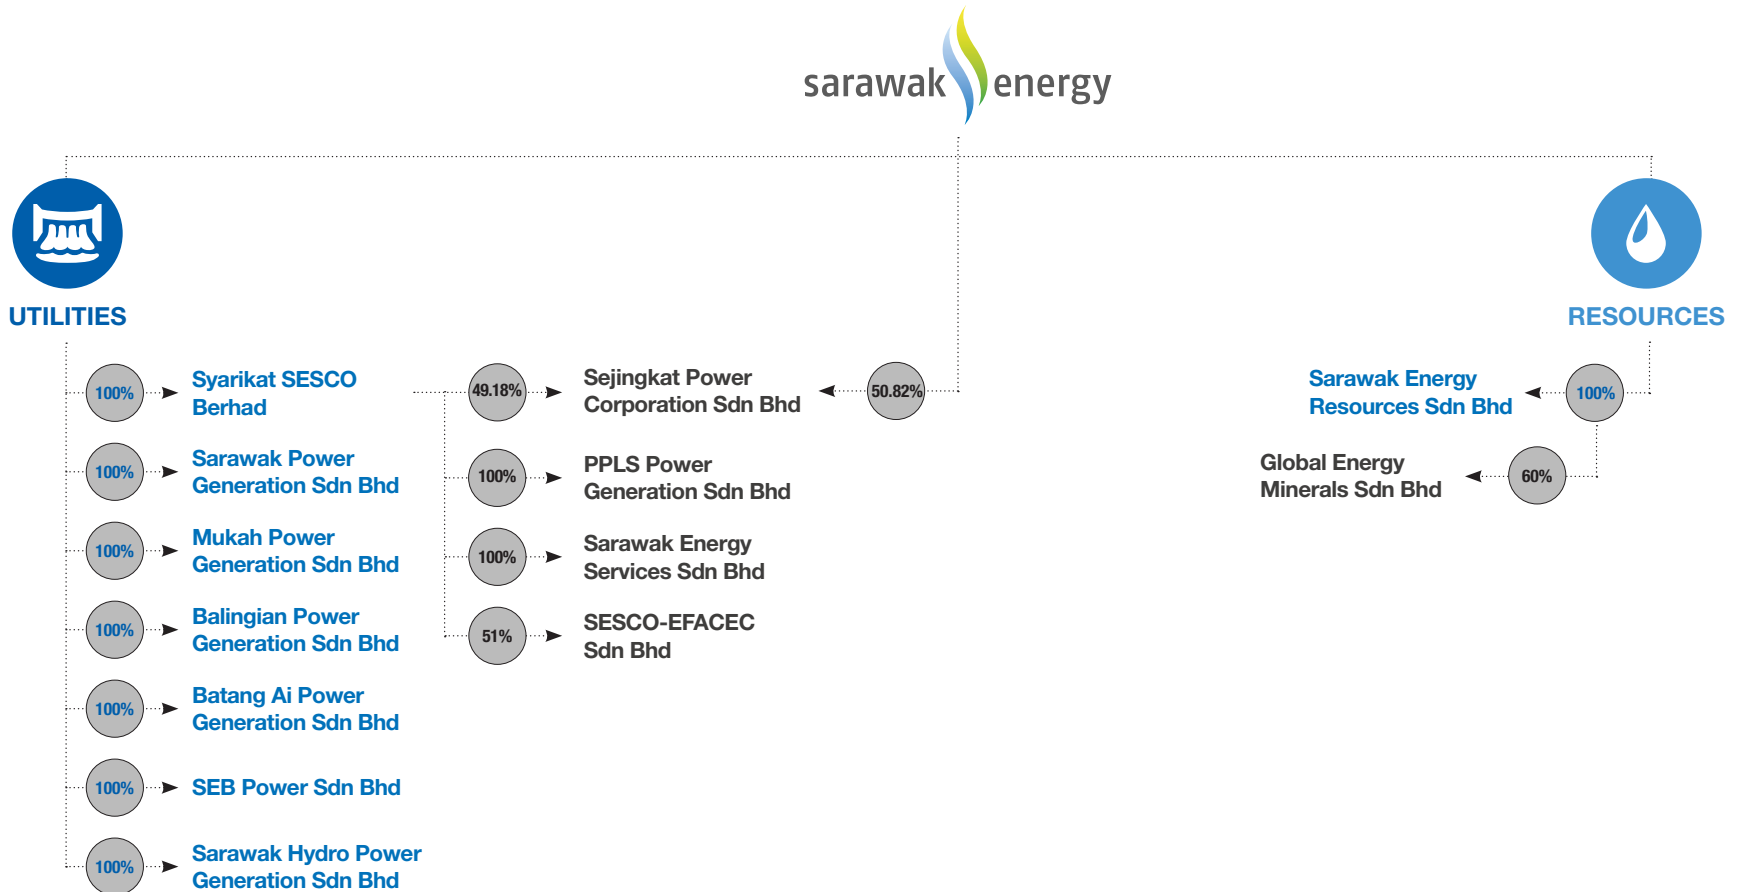 sarawak energy
UTILITIES
RESOURCES
100%
Syarikat SESCO
Berhad
49.18%
Sejingkat Power
Corporation Sdn Bhd
50.82%
Sarawak Energy
Resources Sdn Bhd
100%
100%
Sarawak Power
Generation Sdn Bhd
100%
PPLS Power
Generation Sdn Bhd
Global Energy
Minerals Sdn Bhd
60%
100%
Mukah Power
Generation Sdn Bhd
100%
Sarawak Energy
Services Sdn Bhd
100%
Balingian Power
Generation Sdn Bhd
51%
SESCO-EFACEC
Sdn Bhd
100%
Batang Ai Power
Generation Sdn Bhd
100%
SEB Power Sdn Bhd
100%
Sarawak Hydro Power
Generation Sdn Bhd